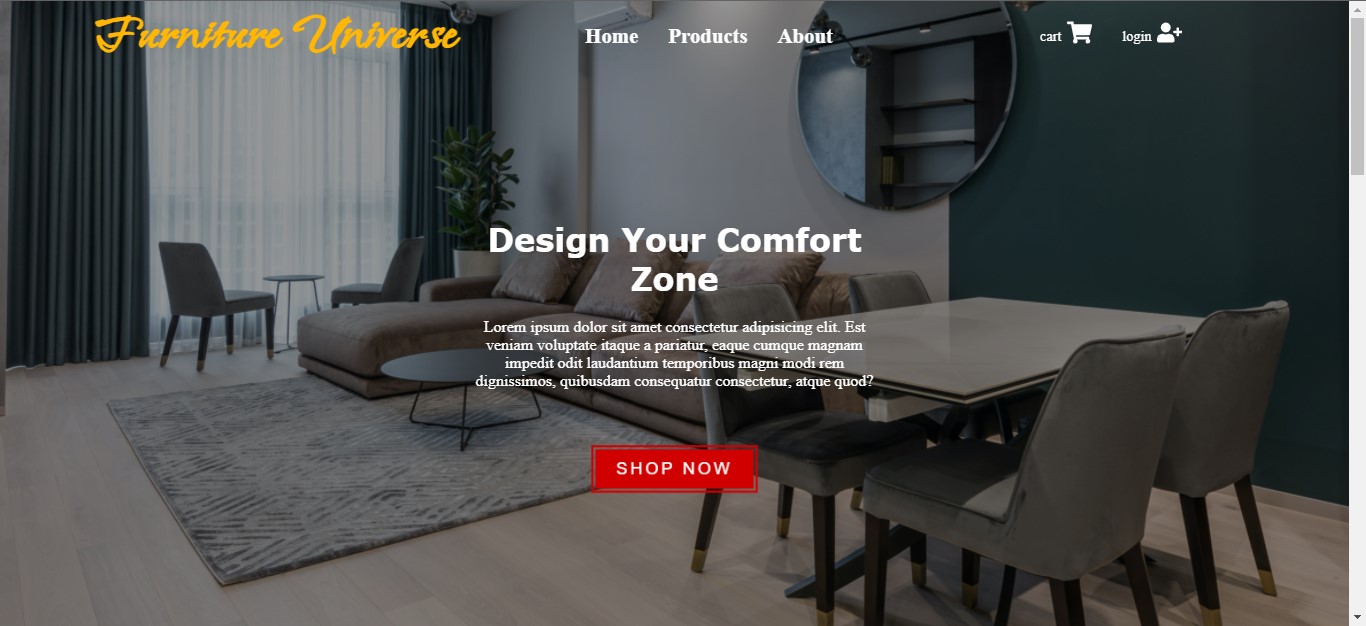 Furniture Universe
Home Products About
cart login
Design Your Comfort
Zone
Lorem ipsum dolor sit amet consectetur adipisicing elit. Est
veniam voluptate itaque a pariatur, eaque cumque magnam
impedit odit laudantium temporibus magni modi rem
dignissimos, quibusdam consequatur consectetur, atque quod?
SHOP NOW